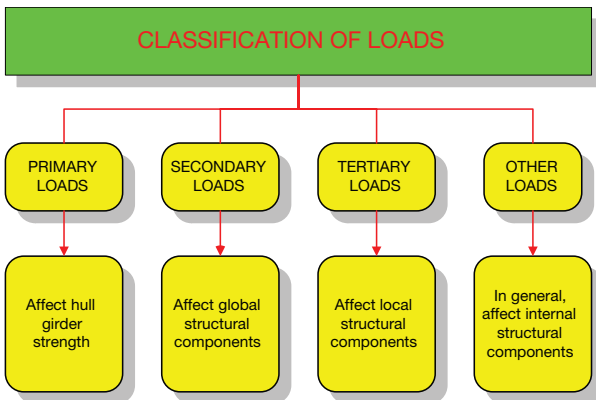 CLASSIFICATION OF LOADS
PRIMARY
LOADS
SECONDARY
LOADS
TERTIARY
LOADS
OTHER
LOADS
Affect hull
girder
strength
Affect global
structural
components
Affect local
structural
components
In general,
affect internal
structural
components